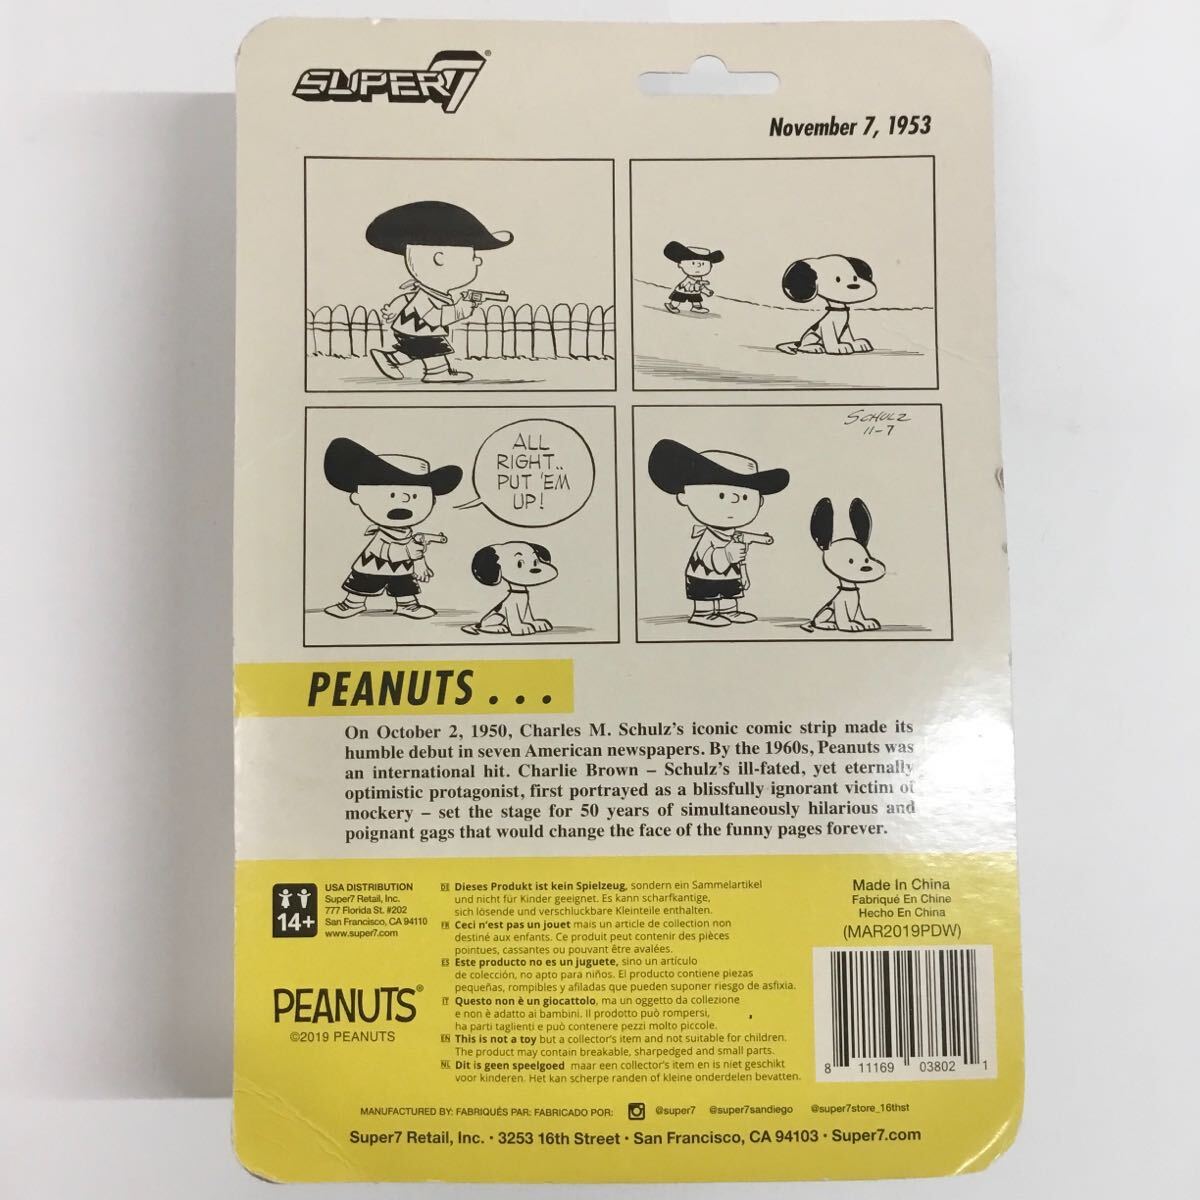 SUPER7®
November 7, 1953
ALL
RIGHT..
PUT 'EM
UP!
SCHULZ
11-7
PEANUTS . . .
On October 2, 1950, Charles M. Schulz's iconic comic strip made its
humble debut in seven American newspapers. By the 1960s, Peanuts was
an international hit. Charlie Brown – Schulz's ill-fated, yet eternally
optimistic protagonist, first portrayed as a blissfully ignorant victim of
mockery – set the stage for 50 years of simultaneously hilarious and
poignant gags that would change the face of the funny pages forever.
14+
USA DISTRIBUTION
Super7 Retail, Inc.
777 Florida St. #202
San Francisco, CA 94110
www.super7.com
PEANUTS®
©2019 PEANUTS
DE Dieses Produkt ist kein Spielzeug, sondern ein Sammelartikel
und nicht für Kinder geeignet. Es kann scharfkantige,
sich lösende und verschluckbare Kleinteile enthalten.
FR Ceci n'est pas un jouet mais un article de collection non
destiné aux enfants. Ce produit peut contenir des pièces
pointues, cassantes ou pouvant être avalées.
ES Este producto no es un juguete, sino un artículo
de colección, no apto para niños. El producto contiene piezas
pequeñas, rompibles y afiladas que pueden suponer riesgo de asfixia.
IT Questo non è un giocattolo, ma un oggetto da collezione
e non è adatto ai bambini. Il prodotto può rompersi,
ha parti taglienti e può contenere pezzi molto piccole.
EN This is not a toy but a collector's item and not suitable for children.
The product may contain breakable, sharpedged and small parts.
NL Dit is geen speelgoed maar een collector's item en is niet geschikt
voor kinderen. Het kan scherpe randen of kleine onderdelen bevatten.
Made In China
Fabriqué En Chine
Hecho En China
(MAR2019PDW)
8 11169 03802 1
MANUFACTURED BY: FABRIQUÉS PAR: FABRICADO POR: @super7 @super7sandiego @super7store_16thst
Super7 Retail, Inc. • 3253 16th Street • San Francisco, CA 94103 • Super7.com